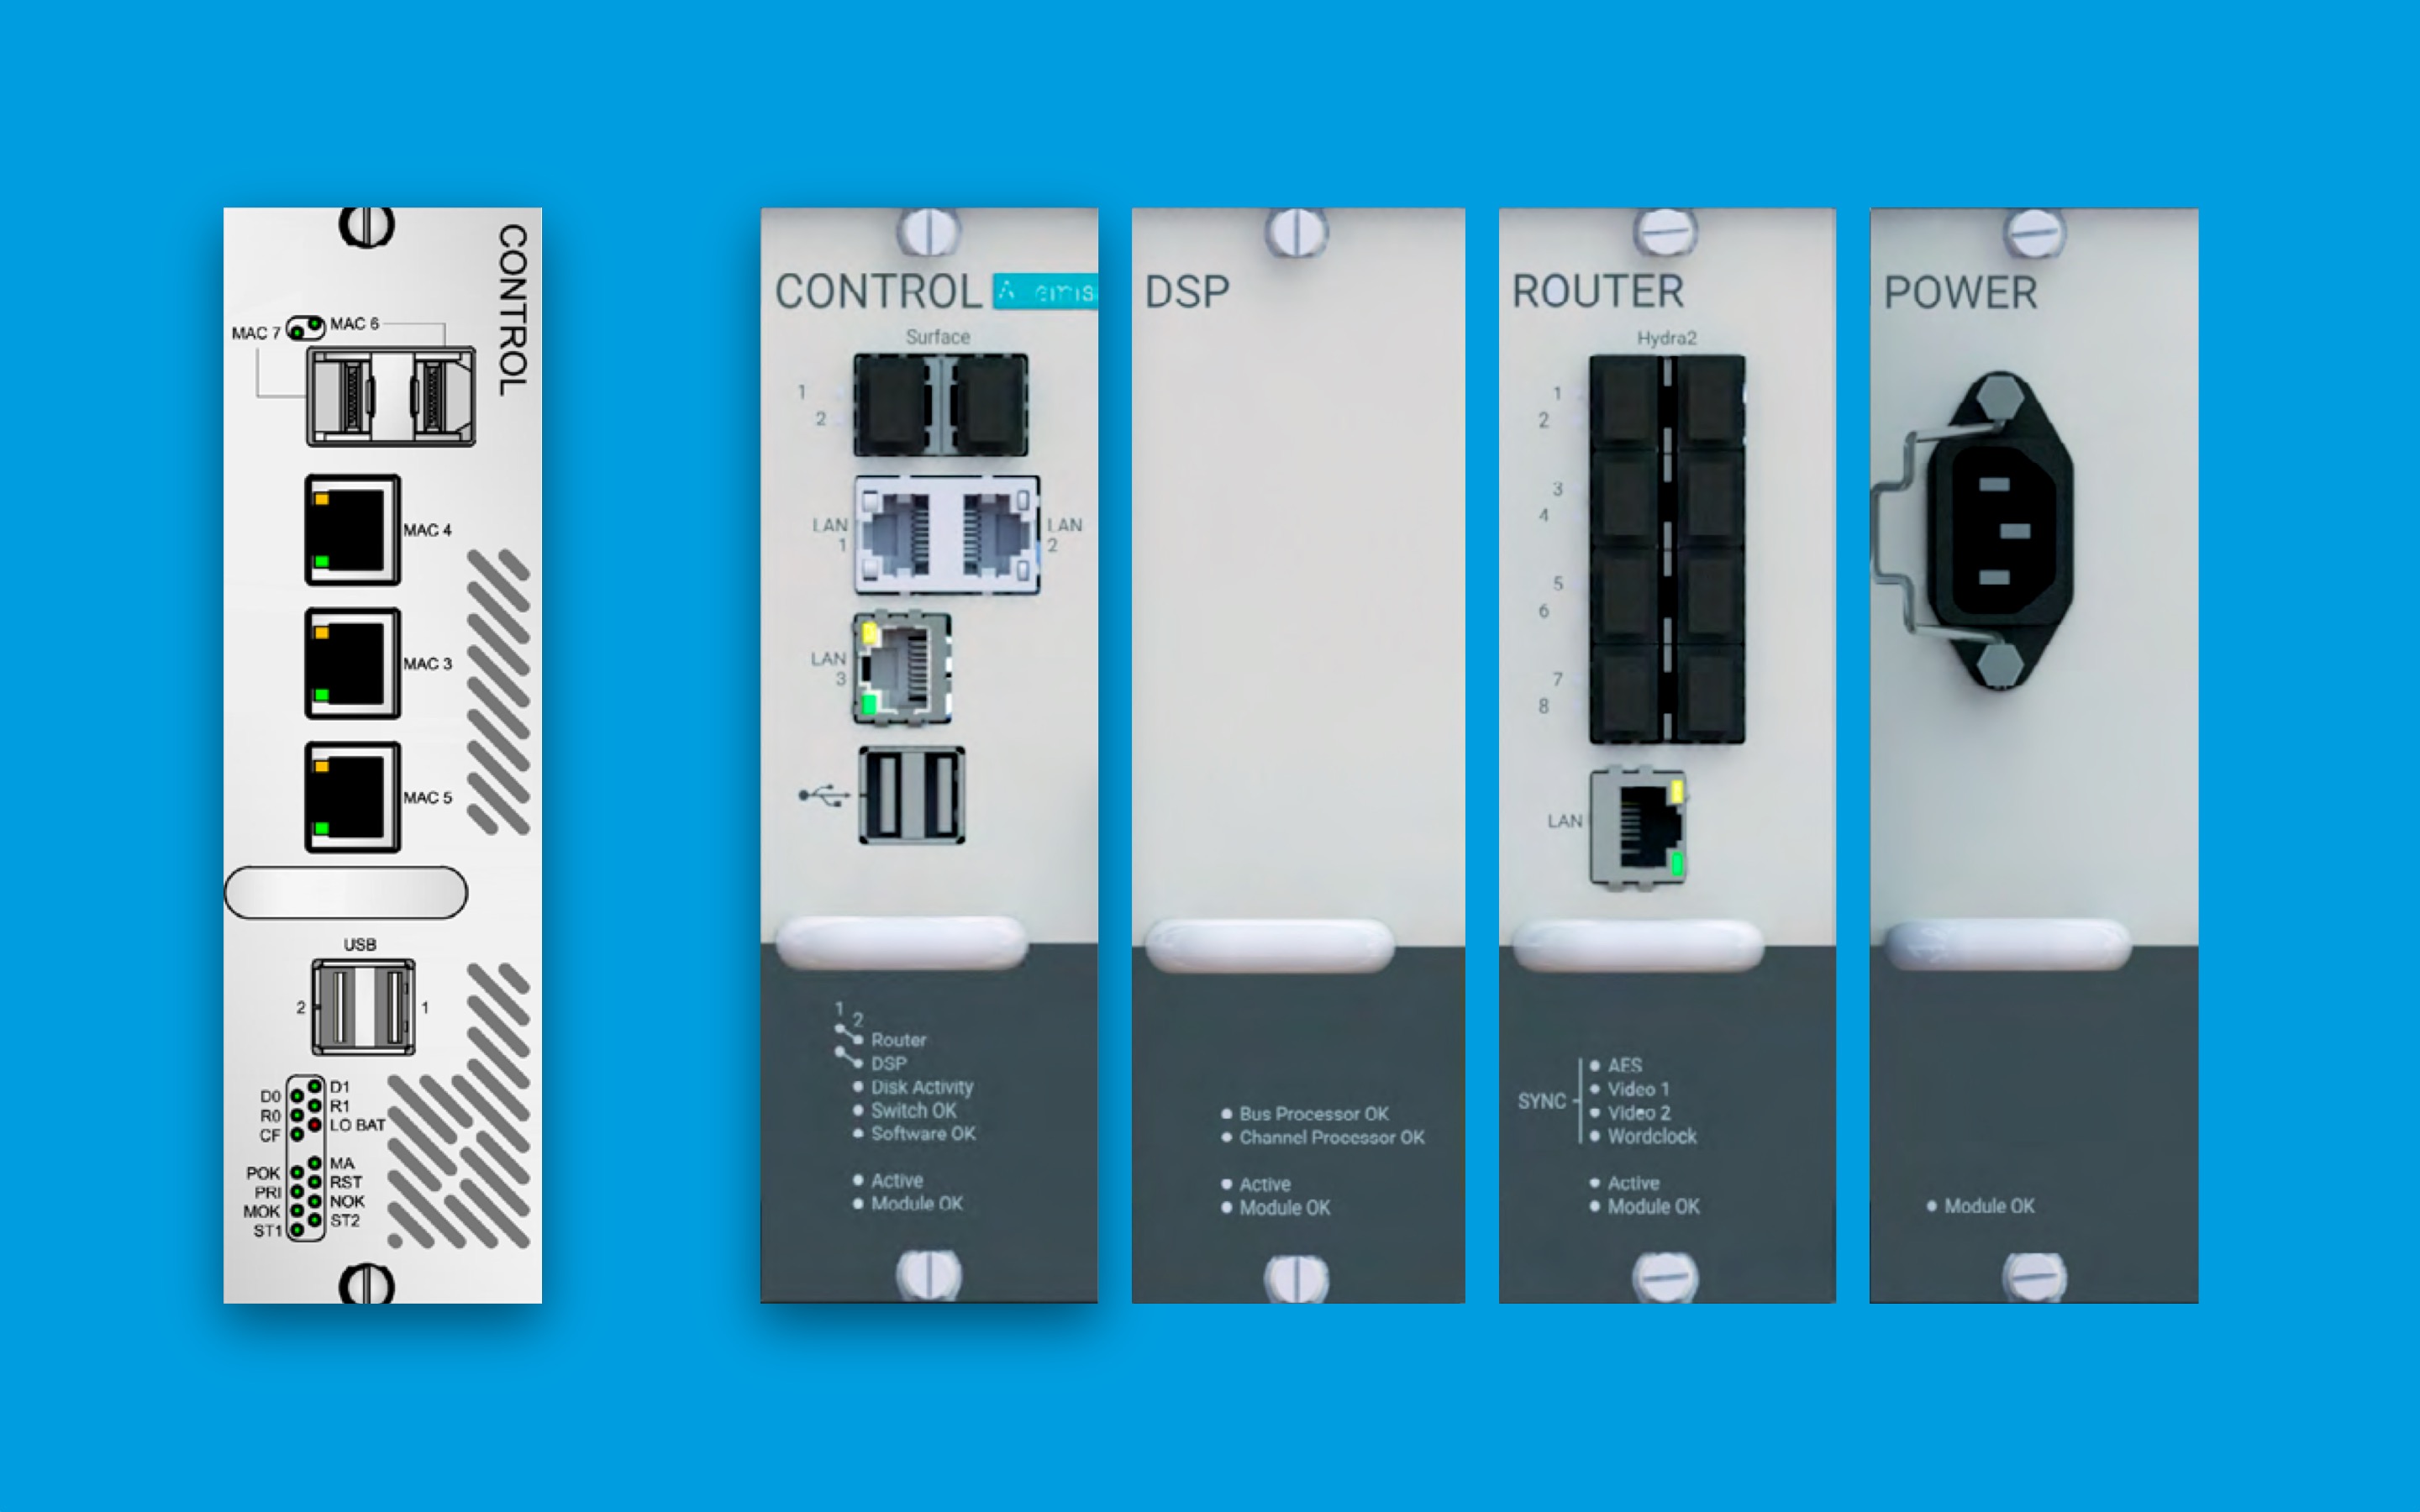 CONTROL
MAC 7
MAC 6
MAC 4
MAC 3
MAC 5
USB
2
1
D0
D1
R0
R1
CF
LO BAT
POK
MA
PRI
RST
MOK
NOK
ST1
ST2
CONTROL
Surface
1
2
LAN 1
LAN 2
LAN 3
1
2
Router
DSP
Disk Activity
Switch OK
Software OK
Active
Module OK
DSP
Bus Processor OK
Channel Processor OK
Active
Module OK
ROUTER
Hydra2
1
2
3
4
5
6
7
8
LAN
SYNC
AES
Video 1
Video 2
Wordclock
Active
Module OK
POWER
Module OK